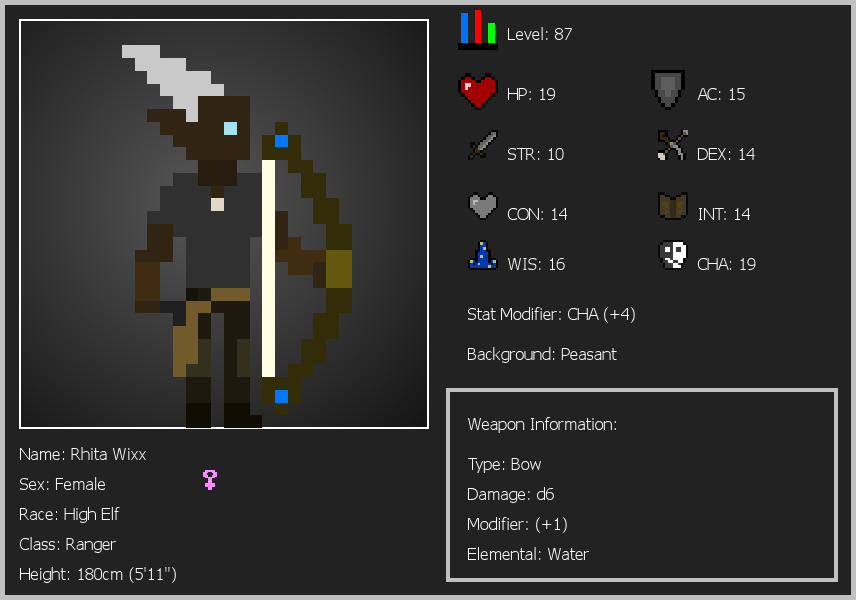 Level: 87
HP: 19
AC: 15
STR: 10
DEX: 14
CON: 14
INT: 14
WIS: 16
CHA: 19
Stat Modifier: CHA (+4)
Background: Peasant
Weapon Information:
Type: Bow
Damage: d6
Modifier: (+1)
Elemental: Water
Name: Rhita Wixx
Sex: Female
Race: High Elf
Class: Ranger
Height: 180cm (5'11")